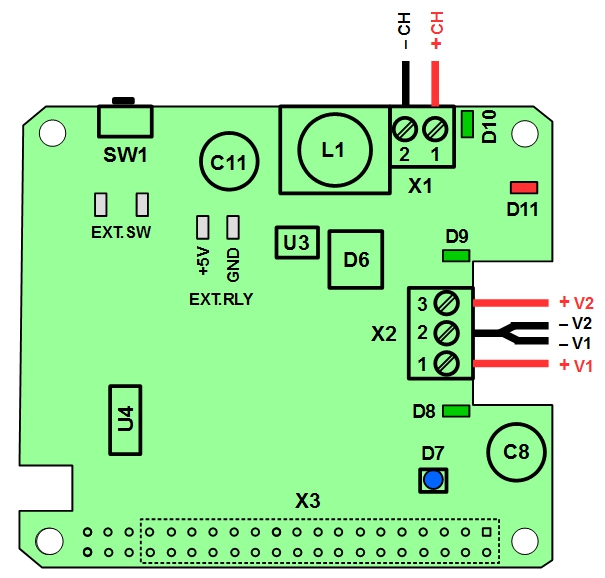 – CH
+ CH
SW1
C11
L1
2 1
X1
D10
D11
EXT.SW
+5V
GND
EXT.RLY
U3
D6
D9
X2
3
2
1
+ V2
– V2
– V1
+ V1
U4
D8
D7
C8
X3